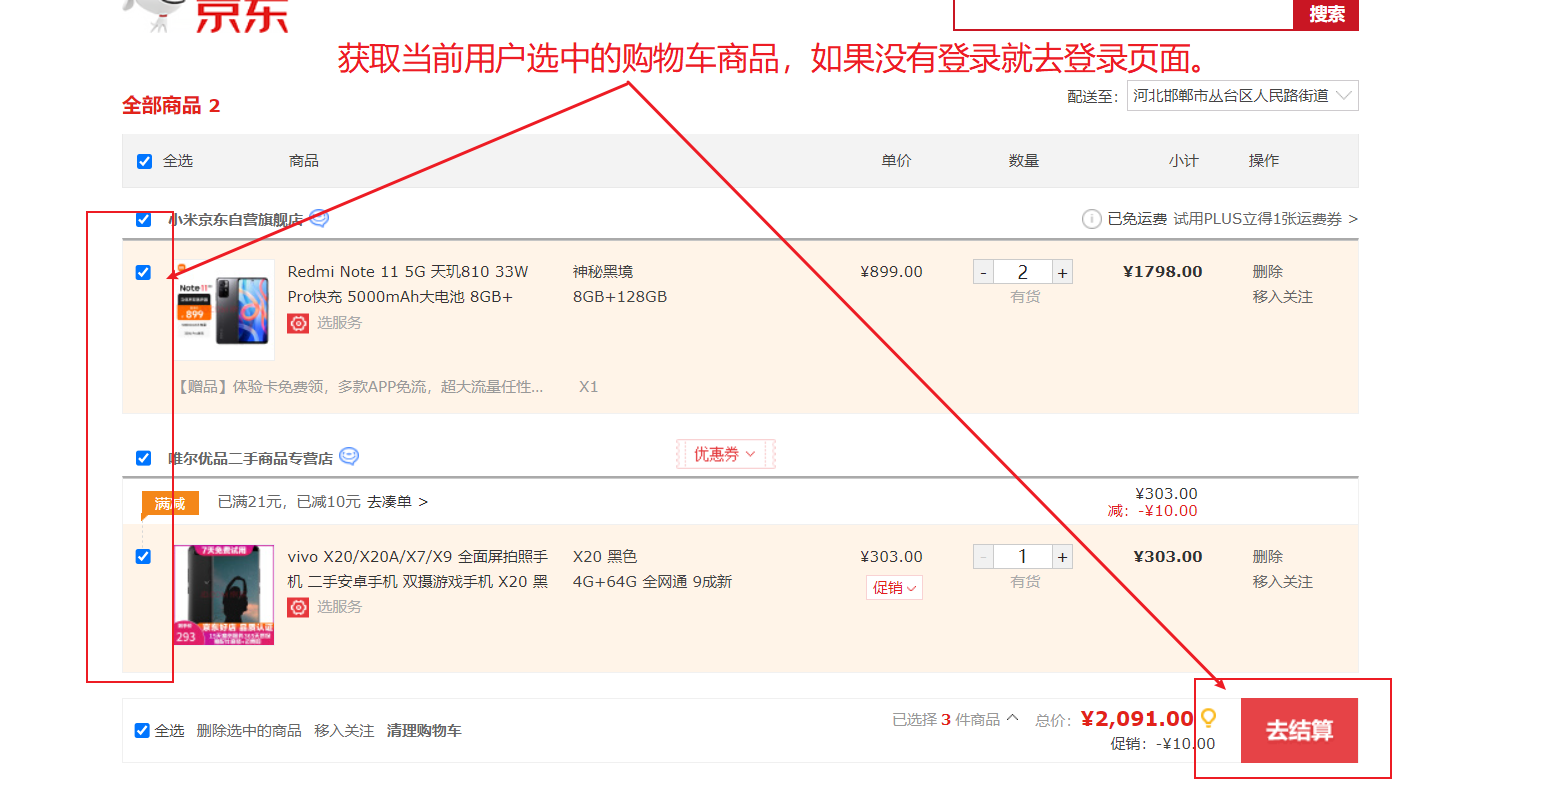 京东
搜索
获取当前用户选中的购物车商品，如果没有登录就去登录页面。
全部商品 2
配送至： 河北邯郸市丛台区人民路街道
全选 商品 单价 数量 小计 操作
小米京东自营旗舰店 已免运费 试用PLUS立得1张运费券 >
Redmi Note 11 5G 天玑810 33W 神秘黑境 ¥899.00 - 2 + ¥1798.00 删除
Pro快充 5000mAh大电池 8GB+ 8GB+128GB 有货 移入关注
选服务
Note 11
899
【赠品】体验卡免费领，多款APP免流，超大流量任性... X1
唯尔优品二手商品专营店 优惠券
满减 已满21元，已减10元 去凑单 > ¥303.00
减：-¥10.00
7天免费试用
vivo X20/X20A/X7/X9 全面屏拍照手 X20 黑色 ¥303.00 - 1 + ¥303.00 删除
机 二手安卓手机 双摄游戏手机 X20 黑 4G+64G 全网通 9成新 促销 有货 移入关注
选服务
293
全选 删除选中的商品 移入关注 清理购物车 已选择 3 件商品 总价： ¥2,091.00
促销：-¥10.00
去结算